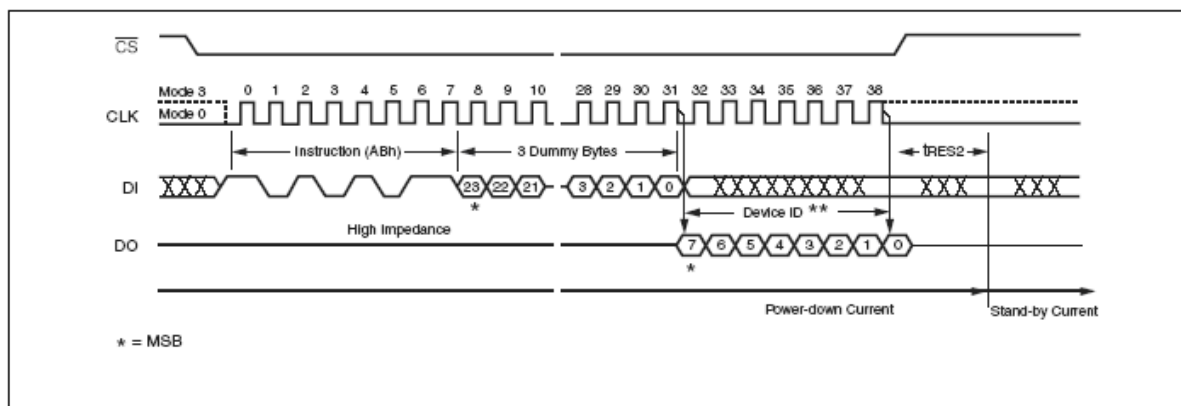 CS
Mode 3 0 1 2 3 4 5 6 7 8 9 10 28 29 30 31 32 33 34 35 36 37 38
CLK Mode 0
Instruction (ABh) 3 Dummy Bytes tRES2
DI 23 22 21 3 2 1 0
* Device ID **
High Impedance
DO 7 6 5 4 3 2 1 0
*
Power-down Current Stand-by Current
* = MSB